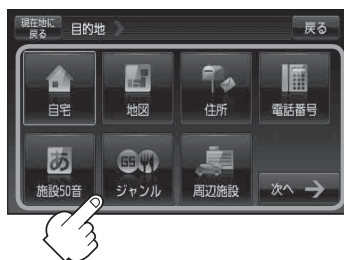 現在地に
戻る
目的地
戻る
自宅
地図
住所
電話番号
あ
施設50音
GS
ジャンル
周辺施設
次へ